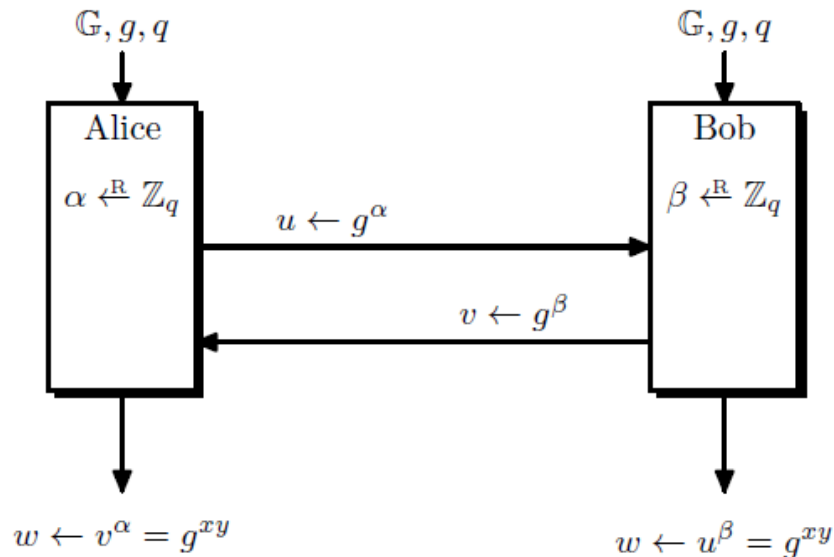 𝔾, g, q
𝔾, g, q
Alice
Bob
α ←ᴿ ℤ_q
β ←ᴿ ℤ_q
u ← g^α
v ← g^β
w ← v^α = g^{xy}
w ← u^β = g^{xy}